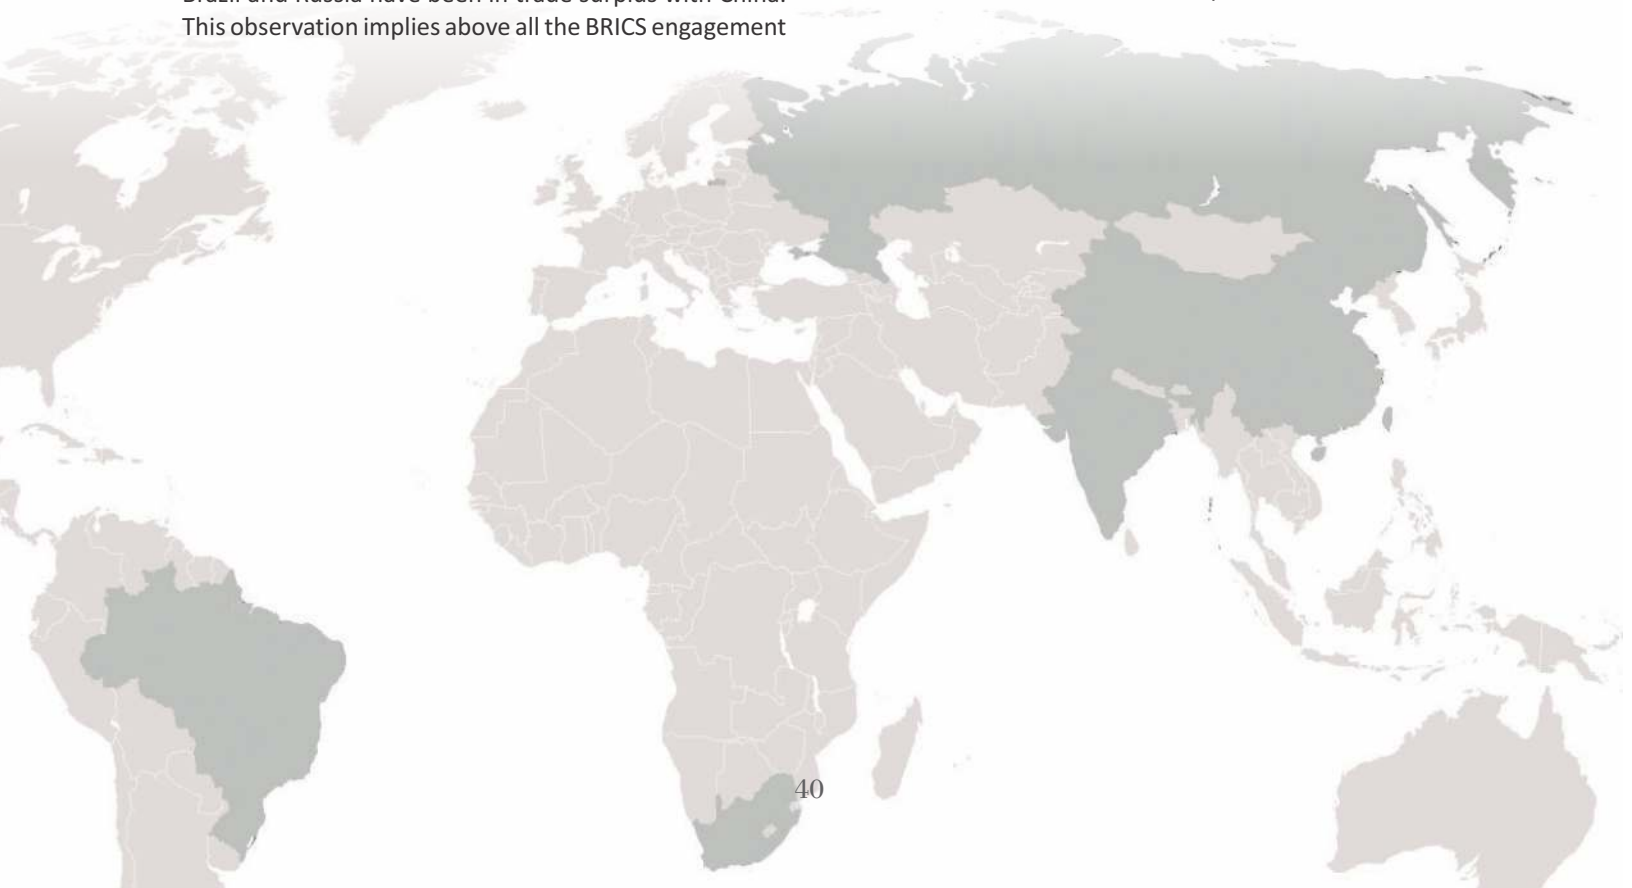 Brazil and Russia have been in trade surplus with China.
This observation implies above all the BRICS engagement
40